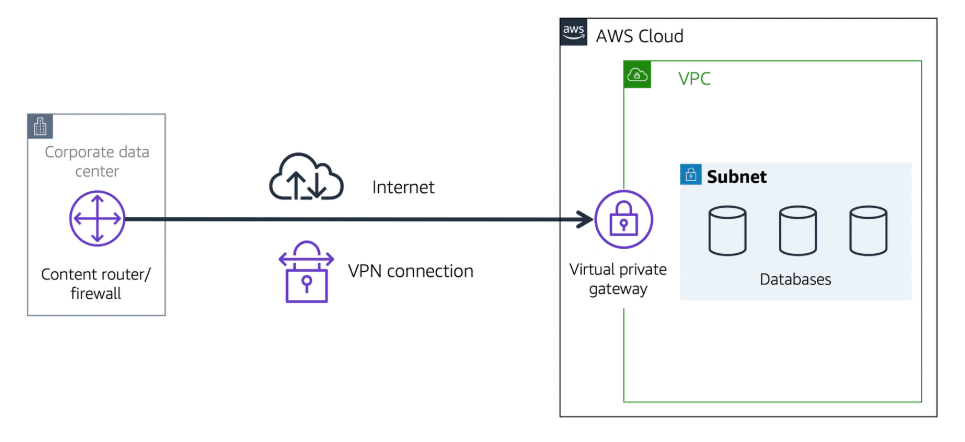 aws
AWS Cloud
VPC
Corporate data
center
Internet
Subnet
Content router/
firewall
VPN connection
Virtual private
gateway
Databases